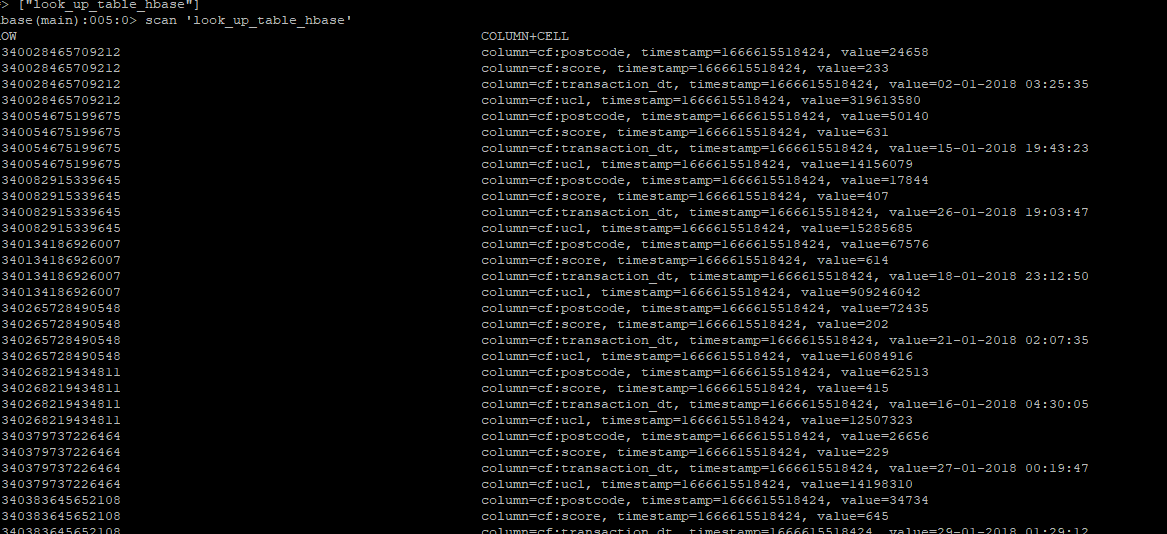 > ["look_up_table_hbase"]
base(main):005:0> scan 'look_up_table_hbase'
OW COLUMN+CELL
340028465709212 column=cf:postcode, timestamp=1666615518424, value=24658
340028465709212 column=cf:score, timestamp=1666615518424, value=233
340028465709212 column=cf:transaction_dt, timestamp=1666615518424, value=02-01-2018 03:25:35
340028465709212 column=cf:ucl, timestamp=1666615518424, value=319613580
340054675199675 column=cf:postcode, timestamp=1666615518424, value=50140
340054675199675 column=cf:score, timestamp=1666615518424, value=631
340054675199675 column=cf:transaction_dt, timestamp=1666615518424, value=15-01-2018 19:43:23
340054675199675 column=cf:ucl, timestamp=1666615518424, value=14156079
340082915339645 column=cf:postcode, timestamp=1666615518424, value=17844
340082915339645 column=cf:score, timestamp=1666615518424, value=407
340082915339645 column=cf:transaction_dt, timestamp=1666615518424, value=26-01-2018 19:03:47
340082915339645 column=cf:ucl, timestamp=1666615518424, value=15285685
340134186926007 column=cf:postcode, timestamp=1666615518424, value=67576
340134186926007 column=cf:score, timestamp=1666615518424, value=614
340134186926007 column=cf:transaction_dt, timestamp=1666615518424, value=18-01-2018 23:12:50
340134186926007 column=cf:ucl, timestamp=1666615518424, value=909246042
340265728490548 column=cf:postcode, timestamp=1666615518424, value=72435
340265728490548 column=cf:score, timestamp=1666615518424, value=202
340265728490548 column=cf:transaction_dt, timestamp=1666615518424, value=21-01-2018 02:07:35
340265728490548 column=cf:ucl, timestamp=1666615518424, value=16084916
340268219434811 column=cf:postcode, timestamp=1666615518424, value=62513
340268219434811 column=cf:score, timestamp=1666615518424, value=415
340268219434811 column=cf:transaction_dt, timestamp=1666615518424, value=16-01-2018 04:30:05
340268219434811 column=cf:ucl, timestamp=1666615518424, value=12507323
340379737226464 column=cf:postcode, timestamp=1666615518424, value=26656
340379737226464 column=cf:score, timestamp=1666615518424, value=229
340379737226464 column=cf:transaction_dt, timestamp=1666615518424, value=27-01-2018 00:19:47
340379737226464 column=cf:ucl, timestamp=1666615518424, value=14198310
340383645652108 column=cf:postcode, timestamp=1666615518424, value=34734
340383645652108 column=cf:score, timestamp=1666615518424, value=645
340383645652108 column=cf:transaction_dt, timestamp=1666615518424, value=29-01-2018 01:29:12